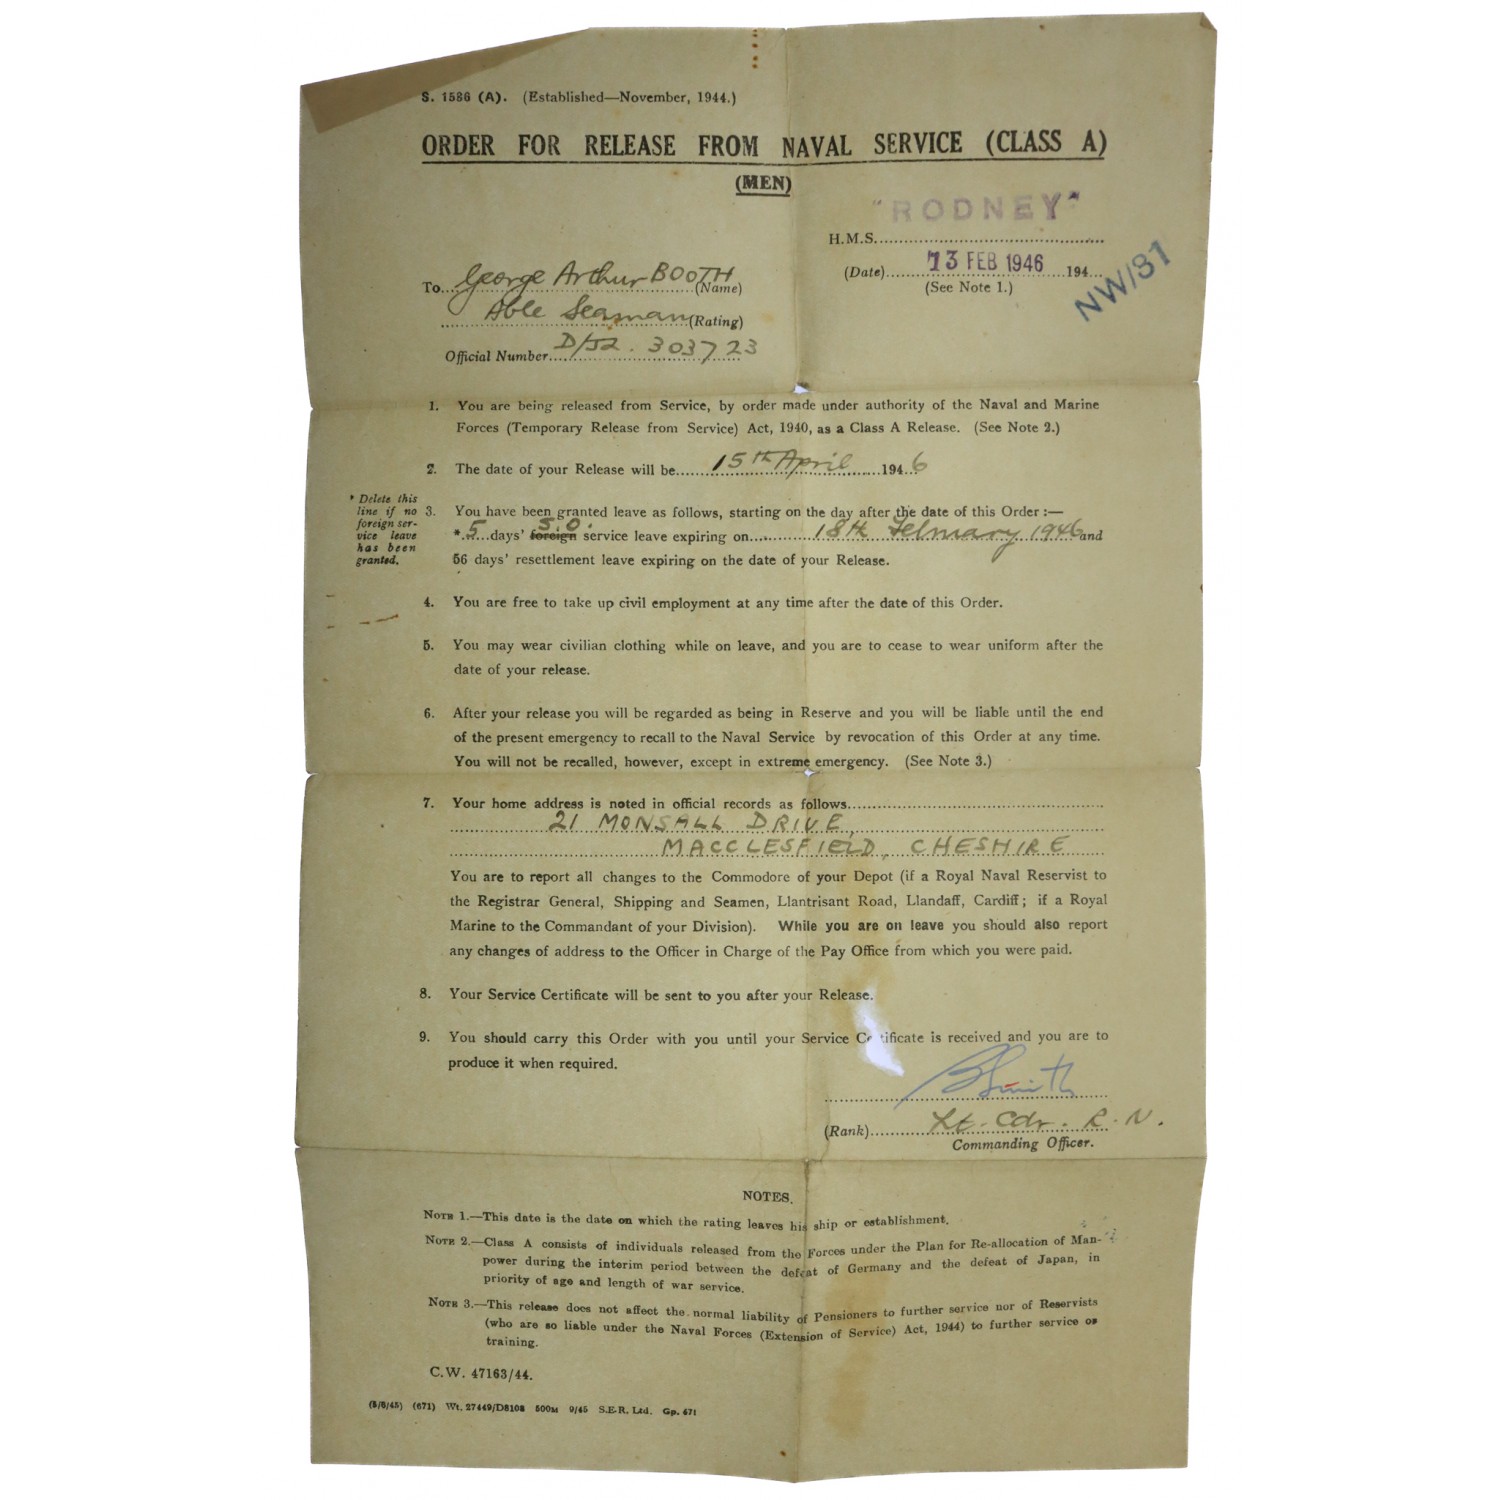 S. 1586 (A). (Established—November, 1944.)
ORDER FOR RELEASE FROM NAVAL SERVICE (CLASS A)
(MEN)
"RODNEY"
H.M.S.
(Date) 13 FEB 1946 194
(See Note 1.)
NW/31
To George Arthur BOOTH (Name)
Able Seaman (Rating)
Official Number D/JX. 303723
1. You are being released from Service, by order made under authority of the Naval and Marine
Forces (Temporary Release from Service) Act, 1940, as a Class A Release. (See Note 2.)
2. The date of your Release will be 15th April 1946
* Delete this
line if no
foreign ser-
vice leave
has been
granted.
3. You have been granted leave as follows, starting on the day after the date of this Order :—
S.O.
*5 days' foreign service leave expiring on 18th February 1946 and
56 days' resettlement leave expiring on the date of your Release.
4. You are free to take up civil employment at any time after the date of this Order.
5. You may wear civilian clothing while on leave, and you are to cease to wear uniform after the
date of your release.
6. After your release you will be regarded as being in Reserve and you will be liable until the end
of the present emergency to recall to the Naval Service by revocation of this Order at any time.
You will not be recalled, however, except in extreme emergency. (See Note 3.)
7. Your home address is noted in official records as follows
21 MONSALL DRIVE,
MACCLESFIELD, CHESHIRE
You are to report all changes to the Commodore of your Depot (if a Royal Naval Reservist to
the Registrar General, Shipping and Seamen, Llantrisant Road, Llandaff, Cardiff; if a Royal
Marine to the Commandant of your Division). While you are on leave you should also report
any changes of address to the Officer in Charge of the Pay Office from which you were paid.
8. Your Service Certificate will be sent to you after your Release.
9. You should carry this Order with you until your Service Certificate is received and you are to
produce it when required.
Smith
(Rank) Lt. Cdr. R.N.
Commanding Officer.
NOTES.
NOTE 1.—This date is the date on which the rating leaves his ship or establishment.
NOTE 2.—Class A consists of individuals released from the Forces under the Plan for Re-allocation of Man-
power during the interim period between the defeat of Germany and the defeat of Japan, in
priority of age and length of war service.
NOTE 3.—This release does not affect the normal liability of Pensioners to further service nor of Reservists
(who are so liable under the Naval Forces (Extension of Service) Act, 1944) to further service or
training.
C.W. 47163/44.
(5/6/45) (671) Wt. 27449/D8108 500M 9/45 S.E.R. Ltd. Gp. 671